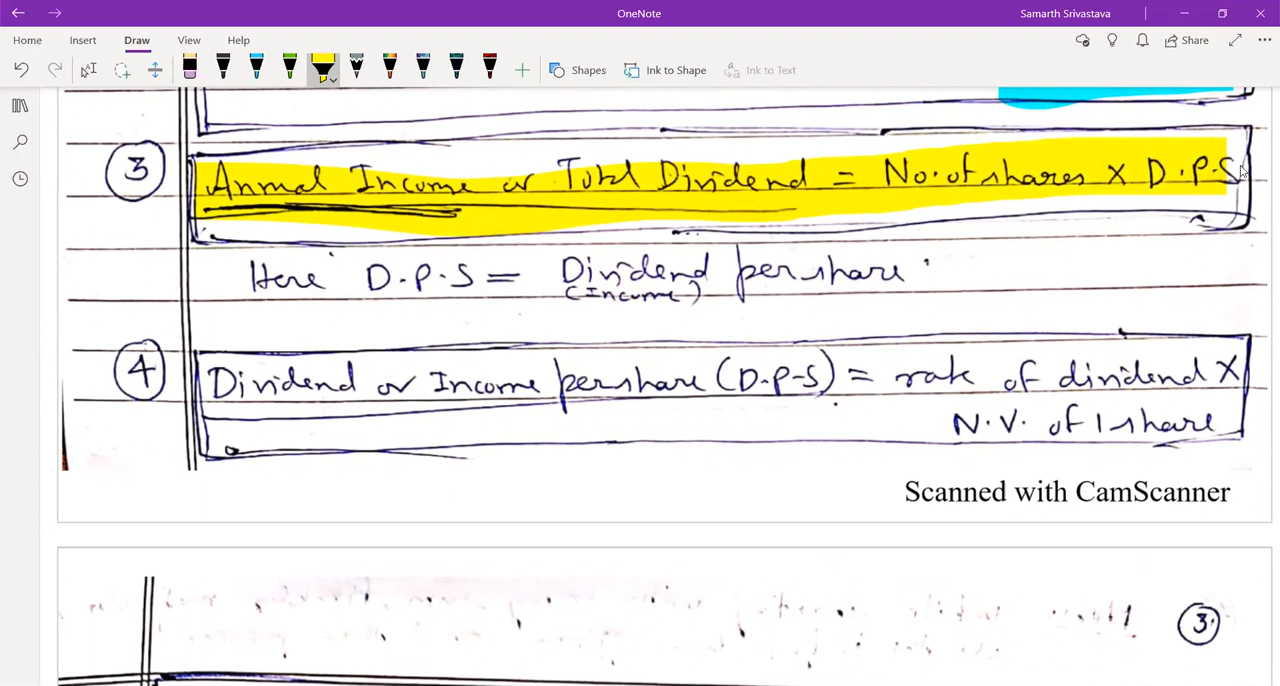 OneNote
Samarth Srivastava
Home Insert Draw View Help
Share
Shapes Ink to Shape Ink to Text
3 Annual Income or Total Dividend = No. of shares X D.P.S
Here D.P.S = Dividend per share
(Income)
4 Dividend or Income per share (D.P.S) = rate of dividend X
N.V. of 1 share
Scanned with CamScanner
3